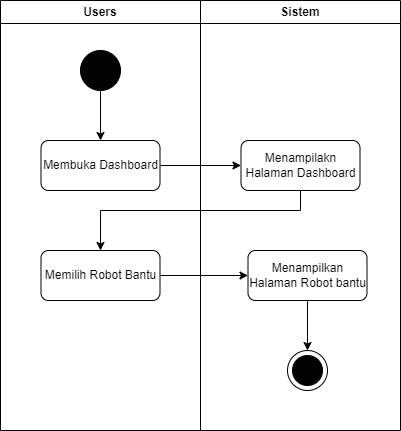 Users
Sistem
Membuka Dashboard
Menampilakn
Halaman Dashboard
Memilih Robot Bantu
Menampilkan
Halaman Robot bantu